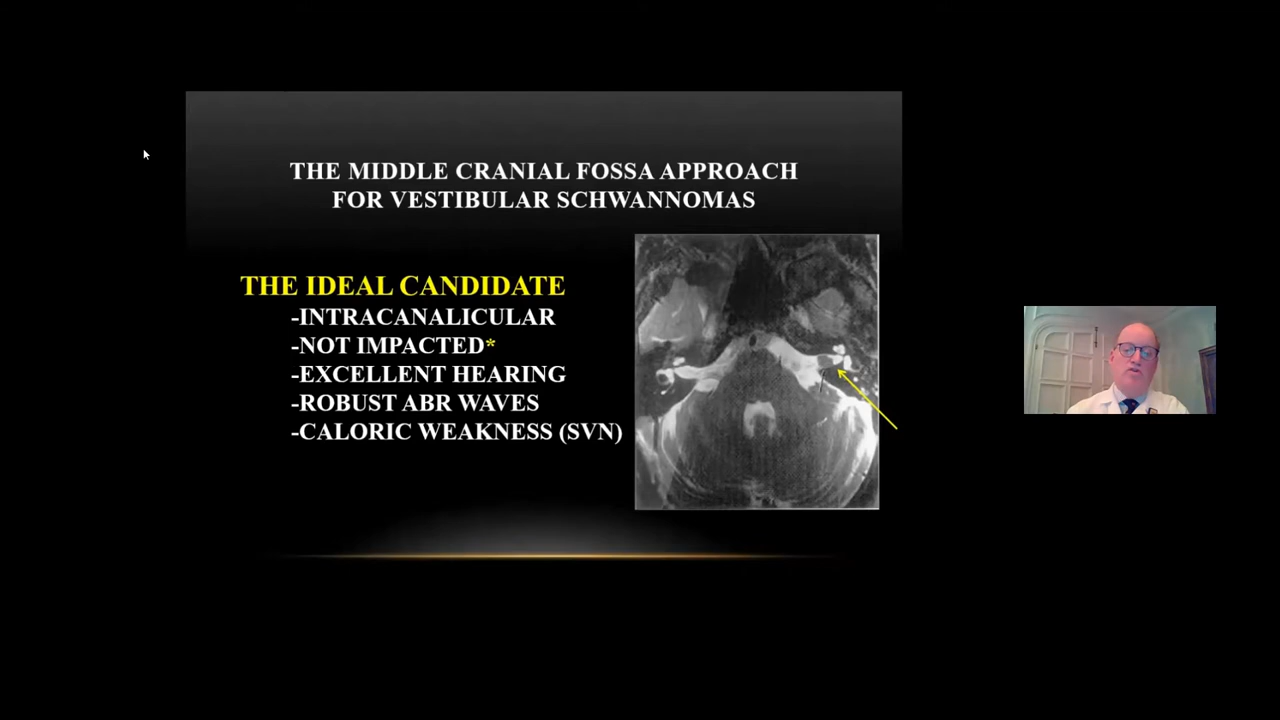 THE MIDDLE CRANIAL FOSSA APPROACH
FOR VESTIBULAR SCHWANNOMAS
THE IDEAL CANDIDATE
-INTRACANALICULAR
-NOT IMPACTED*
-EXCELLENT HEARING
-ROBUST ABR WAVES
-CALORIC WEAKNESS (SVN)